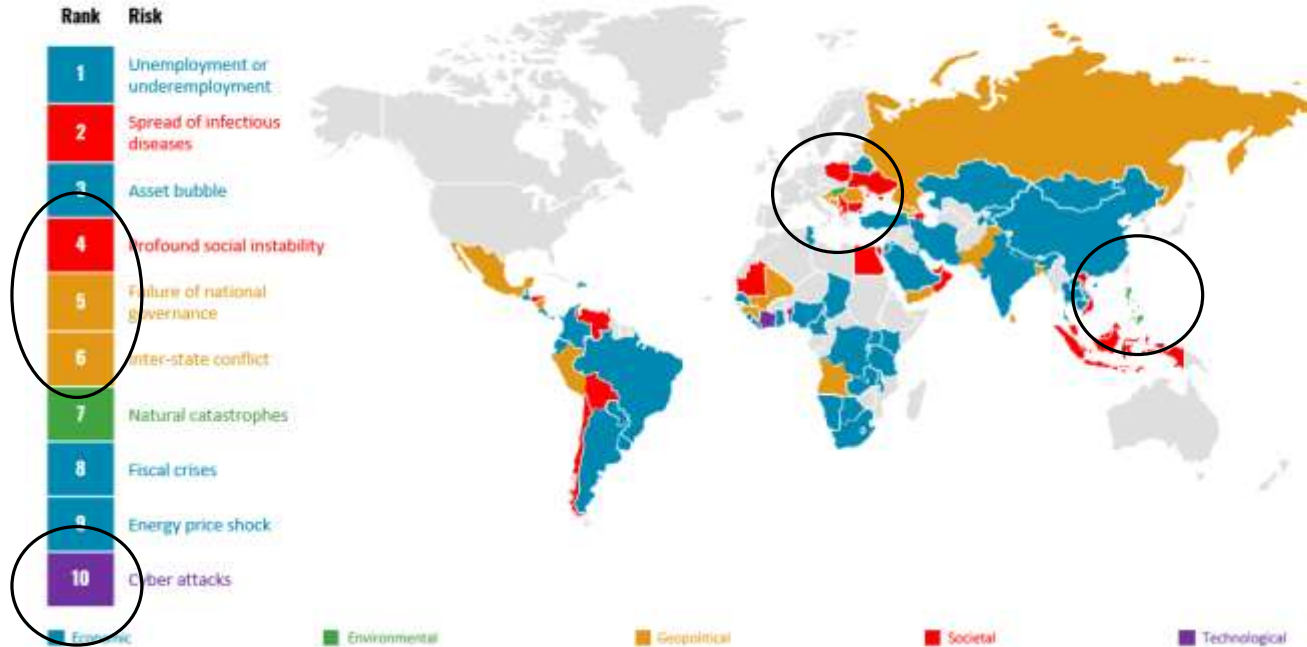 Rank Risk
1 Unemployment or
underemployment
2 Spread of infectious
diseases
3 Asset bubble
4 Profound social instability
5 Failure of national
governance
6 Inter-state conflict
7 Natural catastrophes
8 Fiscal crises
9 Energy price shock
10 Cyber attacks
Economic Environmental Geopolitical Societal Technological